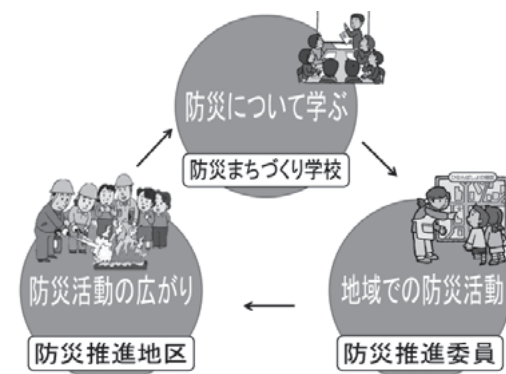 防災について学ぶ
防災まちづくり学校
防災活動の広がり
防災推進地区
地域での防災活動
防災推進委員